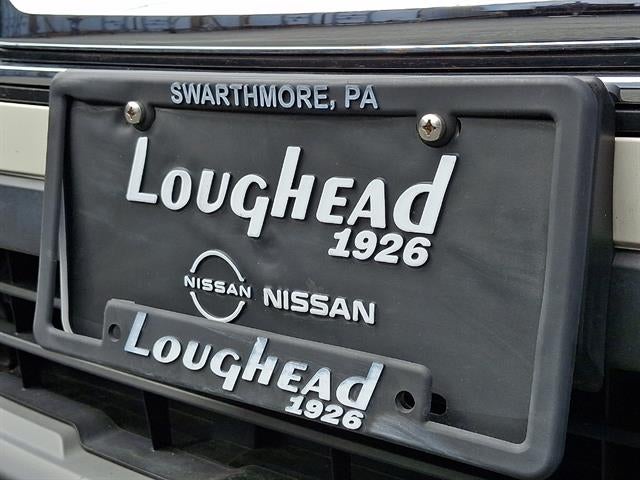 SWARTHMORE, PA
LOUGHEAD
1926
NISSAN NISSAN
LOUGHEAD
1926